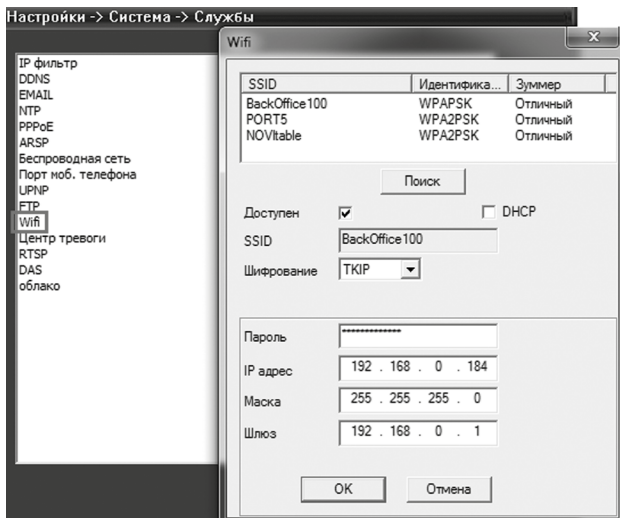 Настройки -> Система -> Службы
Wifi
IP фильтр
DDNS
EMAIL
NTP
PPPoE
ARSP
Беспроводная сеть
Порт моб. телефона
UPNP
FTP
Wifi
Центр тревоги
RTSP
DAS
облако
SSID Идентифика... Зуммер
BackOffice100 WPAPSK Отличный
PORT5 WPA2PSK Отличный
NOVItable WPA2PSK Отличный
Поиск
Доступен DHCP
SSID BackOffice100
Шифрование TKIP
Пароль *************
IP адрес 192 . 168 . 0 . 184
Маска 255 . 255 . 255 . 0
Шлюз 192 . 168 . 0 . 1
OK Отмена